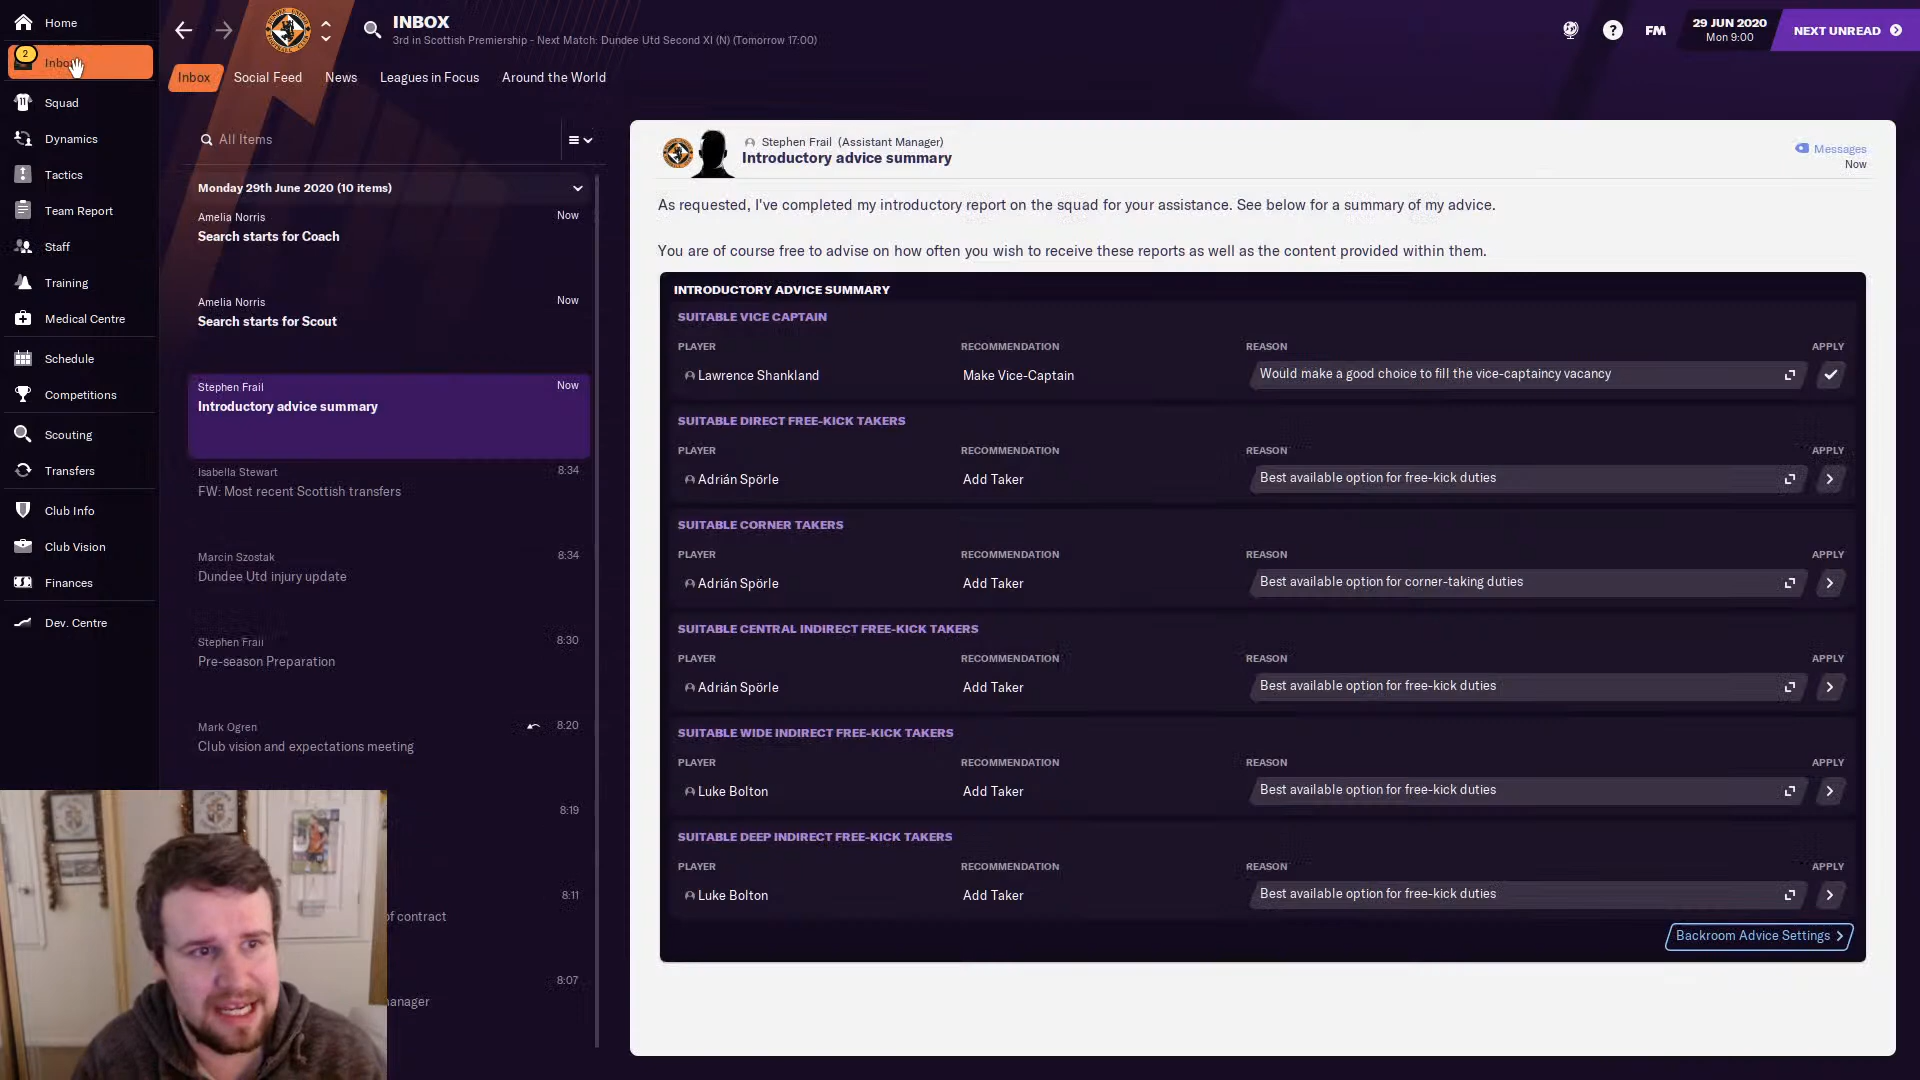 Home
2
Inbo
Squad
Dynamics
Tactics
Team Report
Staff
Training
Medical Centre
Schedule
Competitions
Scouting
Transfers
Club Info
Club Vision
Finances
Dev. Centre
INBOX
3rd in Scottish Premiership - Next Match: Dundee Utd Second XI (N) (Tomorrow 17:00)
FM
29 JUN 2020
Mon 9:00
NEXT UNREAD
Inbox
Social Feed
News
Leagues in Focus
Around the World
All Items
Monday 29th June 2020 (10 items)
Amelia Norris
Now
Search starts for Coach
Amelia Norris
Now
Search starts for Scout
Stephen Frail
Now
Introductory advice summary
Isabella Stewart
8:34
FW: Most recent Scottish transfers
Marcin Szostak
8:34
Dundee Utd injury update
Stephen Frail
8:30
Pre-season Preparation
Mark Ogren
8:20
Club vision and expectations meeting
8:19
8:11
of contract
8:07
anager
Stephen Frail (Assistant Manager)
Introductory advice summary
Messages
Now
As requested, I've completed my introductory report on the squad for your assistance. See below for a summary of my advice.
You are of course free to advise on how often you wish to receive these reports as well as the content provided within them.
INTRODUCTORY ADVICE SUMMARY
SUITABLE VICE CAPTAIN
PLAYER RECOMMENDATION REASON APPLY
Lawrence Shankland Make Vice-Captain Would make a good choice to fill the vice-captaincy vacancy
SUITABLE DIRECT FREE-KICK TAKERS
PLAYER RECOMMENDATION REASON APPLY
Adrián Spörle Add Taker Best available option for free-kick duties
SUITABLE CORNER TAKERS
PLAYER RECOMMENDATION REASON APPLY
Adrián Spörle Add Taker Best available option for corner-taking duties
SUITABLE CENTRAL INDIRECT FREE-KICK TAKERS
PLAYER RECOMMENDATION REASON APPLY
Adrián Spörle Add Taker Best available option for free-kick duties
SUITABLE WIDE INDIRECT FREE-KICK TAKERS
PLAYER RECOMMENDATION REASON APPLY
Luke Bolton Add Taker Best available option for free-kick duties
SUITABLE DEEP INDIRECT FREE-KICK TAKERS
PLAYER RECOMMENDATION REASON APPLY
Luke Bolton Add Taker Best available option for free-kick duties
Backroom Advice Settings